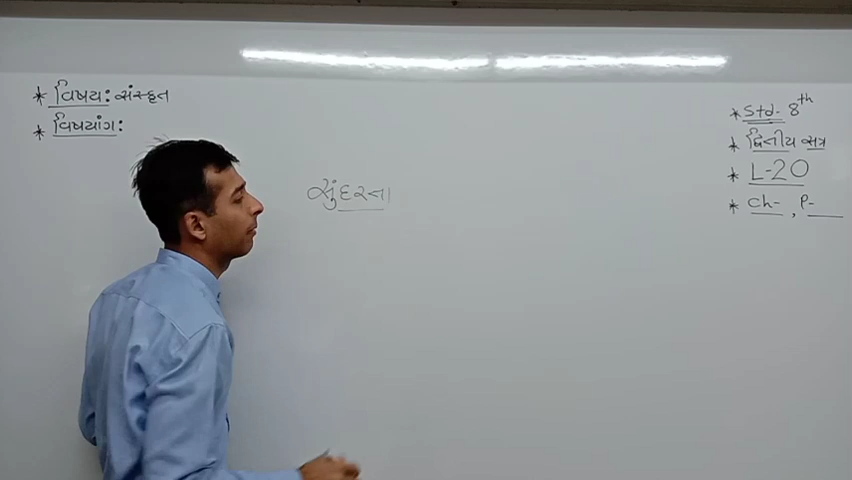 * વિષય: સંસ્કૃત
* વિષયાંગ:
સુંદરતા
* Std- 8th
* દ્વિતીય સત્ર
* L-20
* Ch- , P-